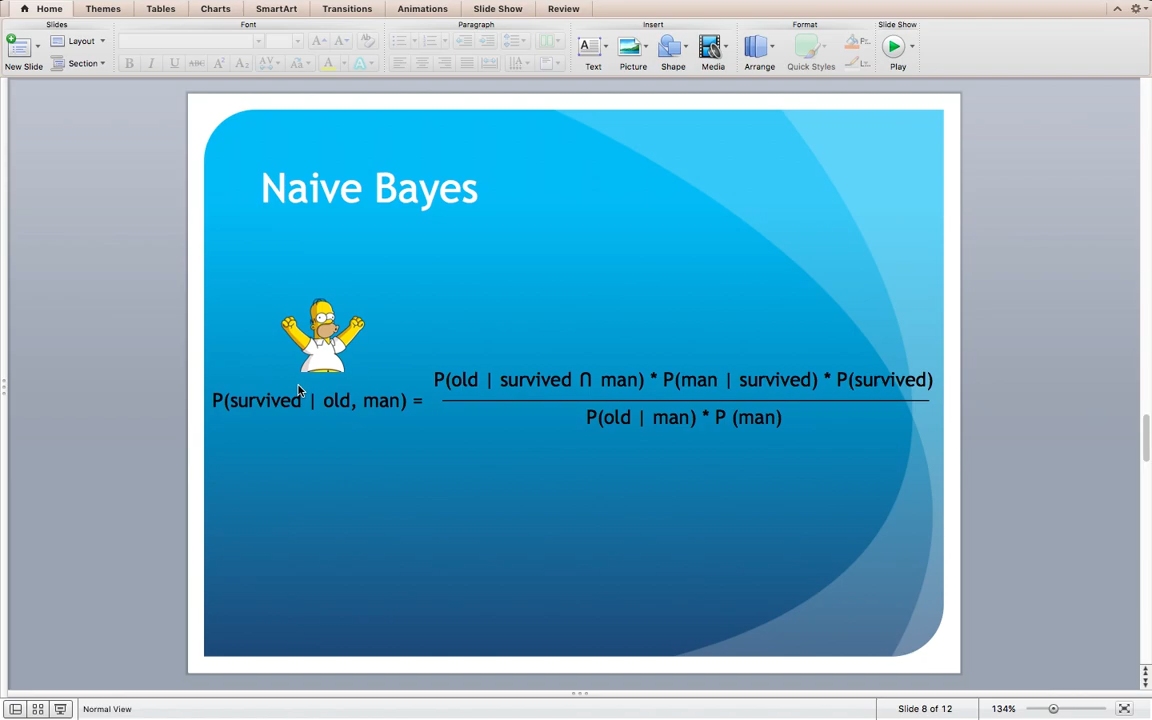 Home Themes Tables Charts SmartArt Transitions Animations Slide Show Review
Slides Font Paragraph Insert Format Slide Show
New Slide Layout Section Text Picture Shape Media Arrange Quick Styles Play
Naive Bayes
P(old | survived ∩ man) * P(man | survived) * P(survived)
P(survived | old, man) =
P(old | man) * P (man)
Normal View Slide 8 of 12 134%